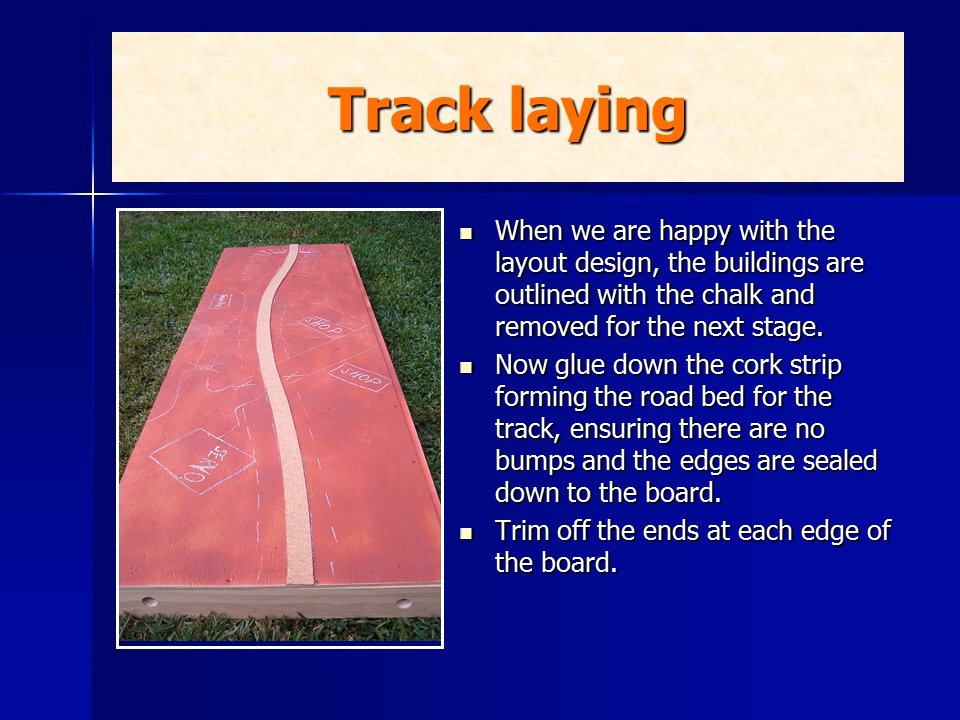 Track laying
When we are happy with the
layout design, the buildings are
outlined with the chalk and
removed for the next stage.
Now glue down the cork strip
forming the road bed for the
track, ensuring there are no
bumps and the edges are sealed
down to the board.
Trim off the ends at each edge of
the board.
SHOP
SHOP
SERVO.